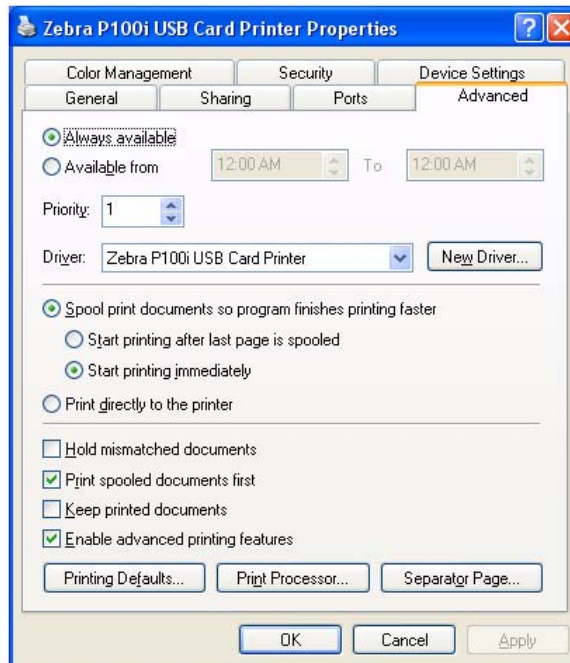 Zebra P100i USB Card Printer Properties
Color Management Security Device Settings
General Sharing Ports Advanced
Always available
Available from 12:00 AM To 12:00 AM
Priority: 1
Driver: Zebra P100i USB Card Printer New Driver...
Spool print documents so program finishes printing faster
Start printing after last page is spooled
Start printing immediately
Print directly to the printer
Hold mismatched documents
Print spooled documents first
Keep printed documents
Enable advanced printing features
Printing Defaults... Print Processor... Separator Page...
OK Cancel Apply